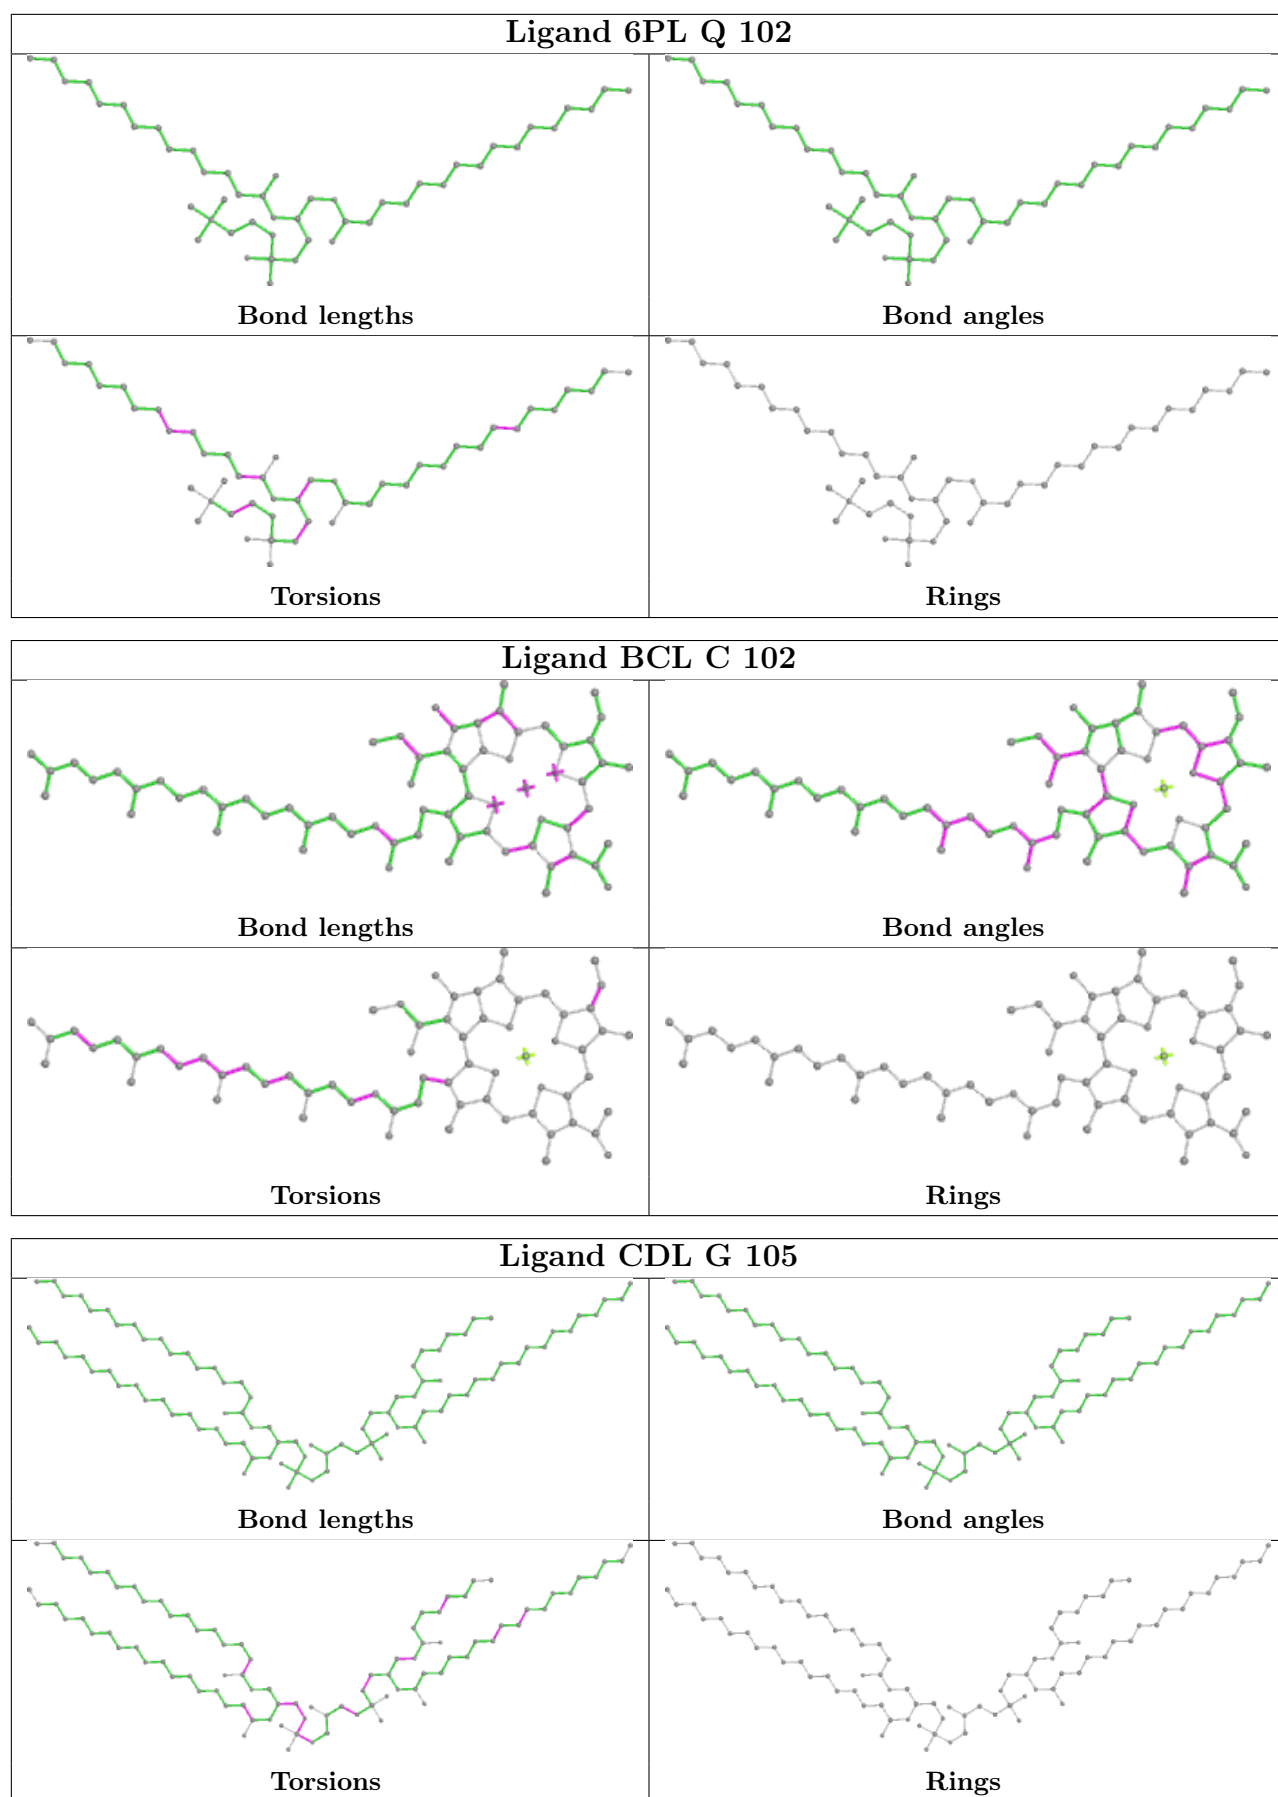 Ligand 6PL Q 102
Bond lengths
Bond angles
Torsions
Rings
Ligand BCL C 102
Bond lengths
Bond angles
Torsions
Rings
Ligand CDL G 105
Bond lengths
Bond angles
Torsions
Rings